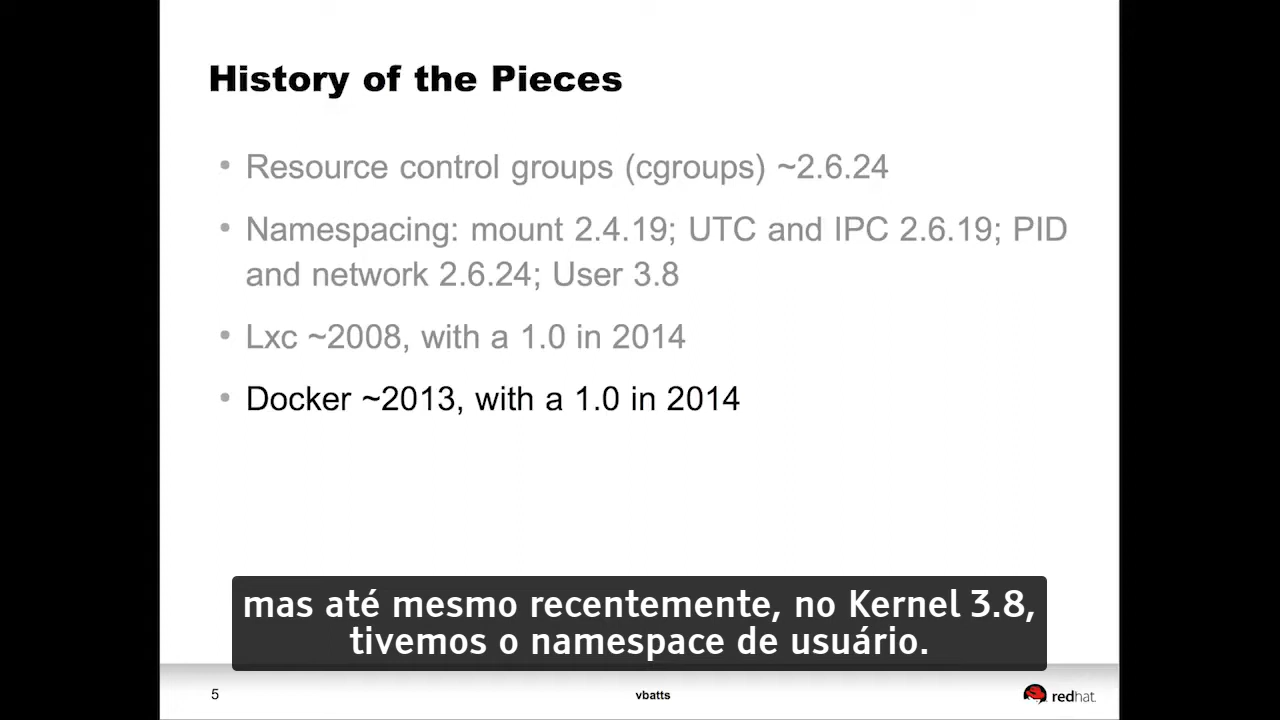 History of the Pieces
• Resource control groups (cgroups) ~2.6.24
• Namespacing: mount 2.4.19; UTC and IPC 2.6.19; PID
and network 2.6.24; User 3.8
• Lxc ~2008, with a 1.0 in 2014
• Docker ~2013, with a 1.0 in 2014
mas até mesmo recentemente, no Kernel 3.8,
tivemos o namespace de usuário.
5
vbatts
redhat.